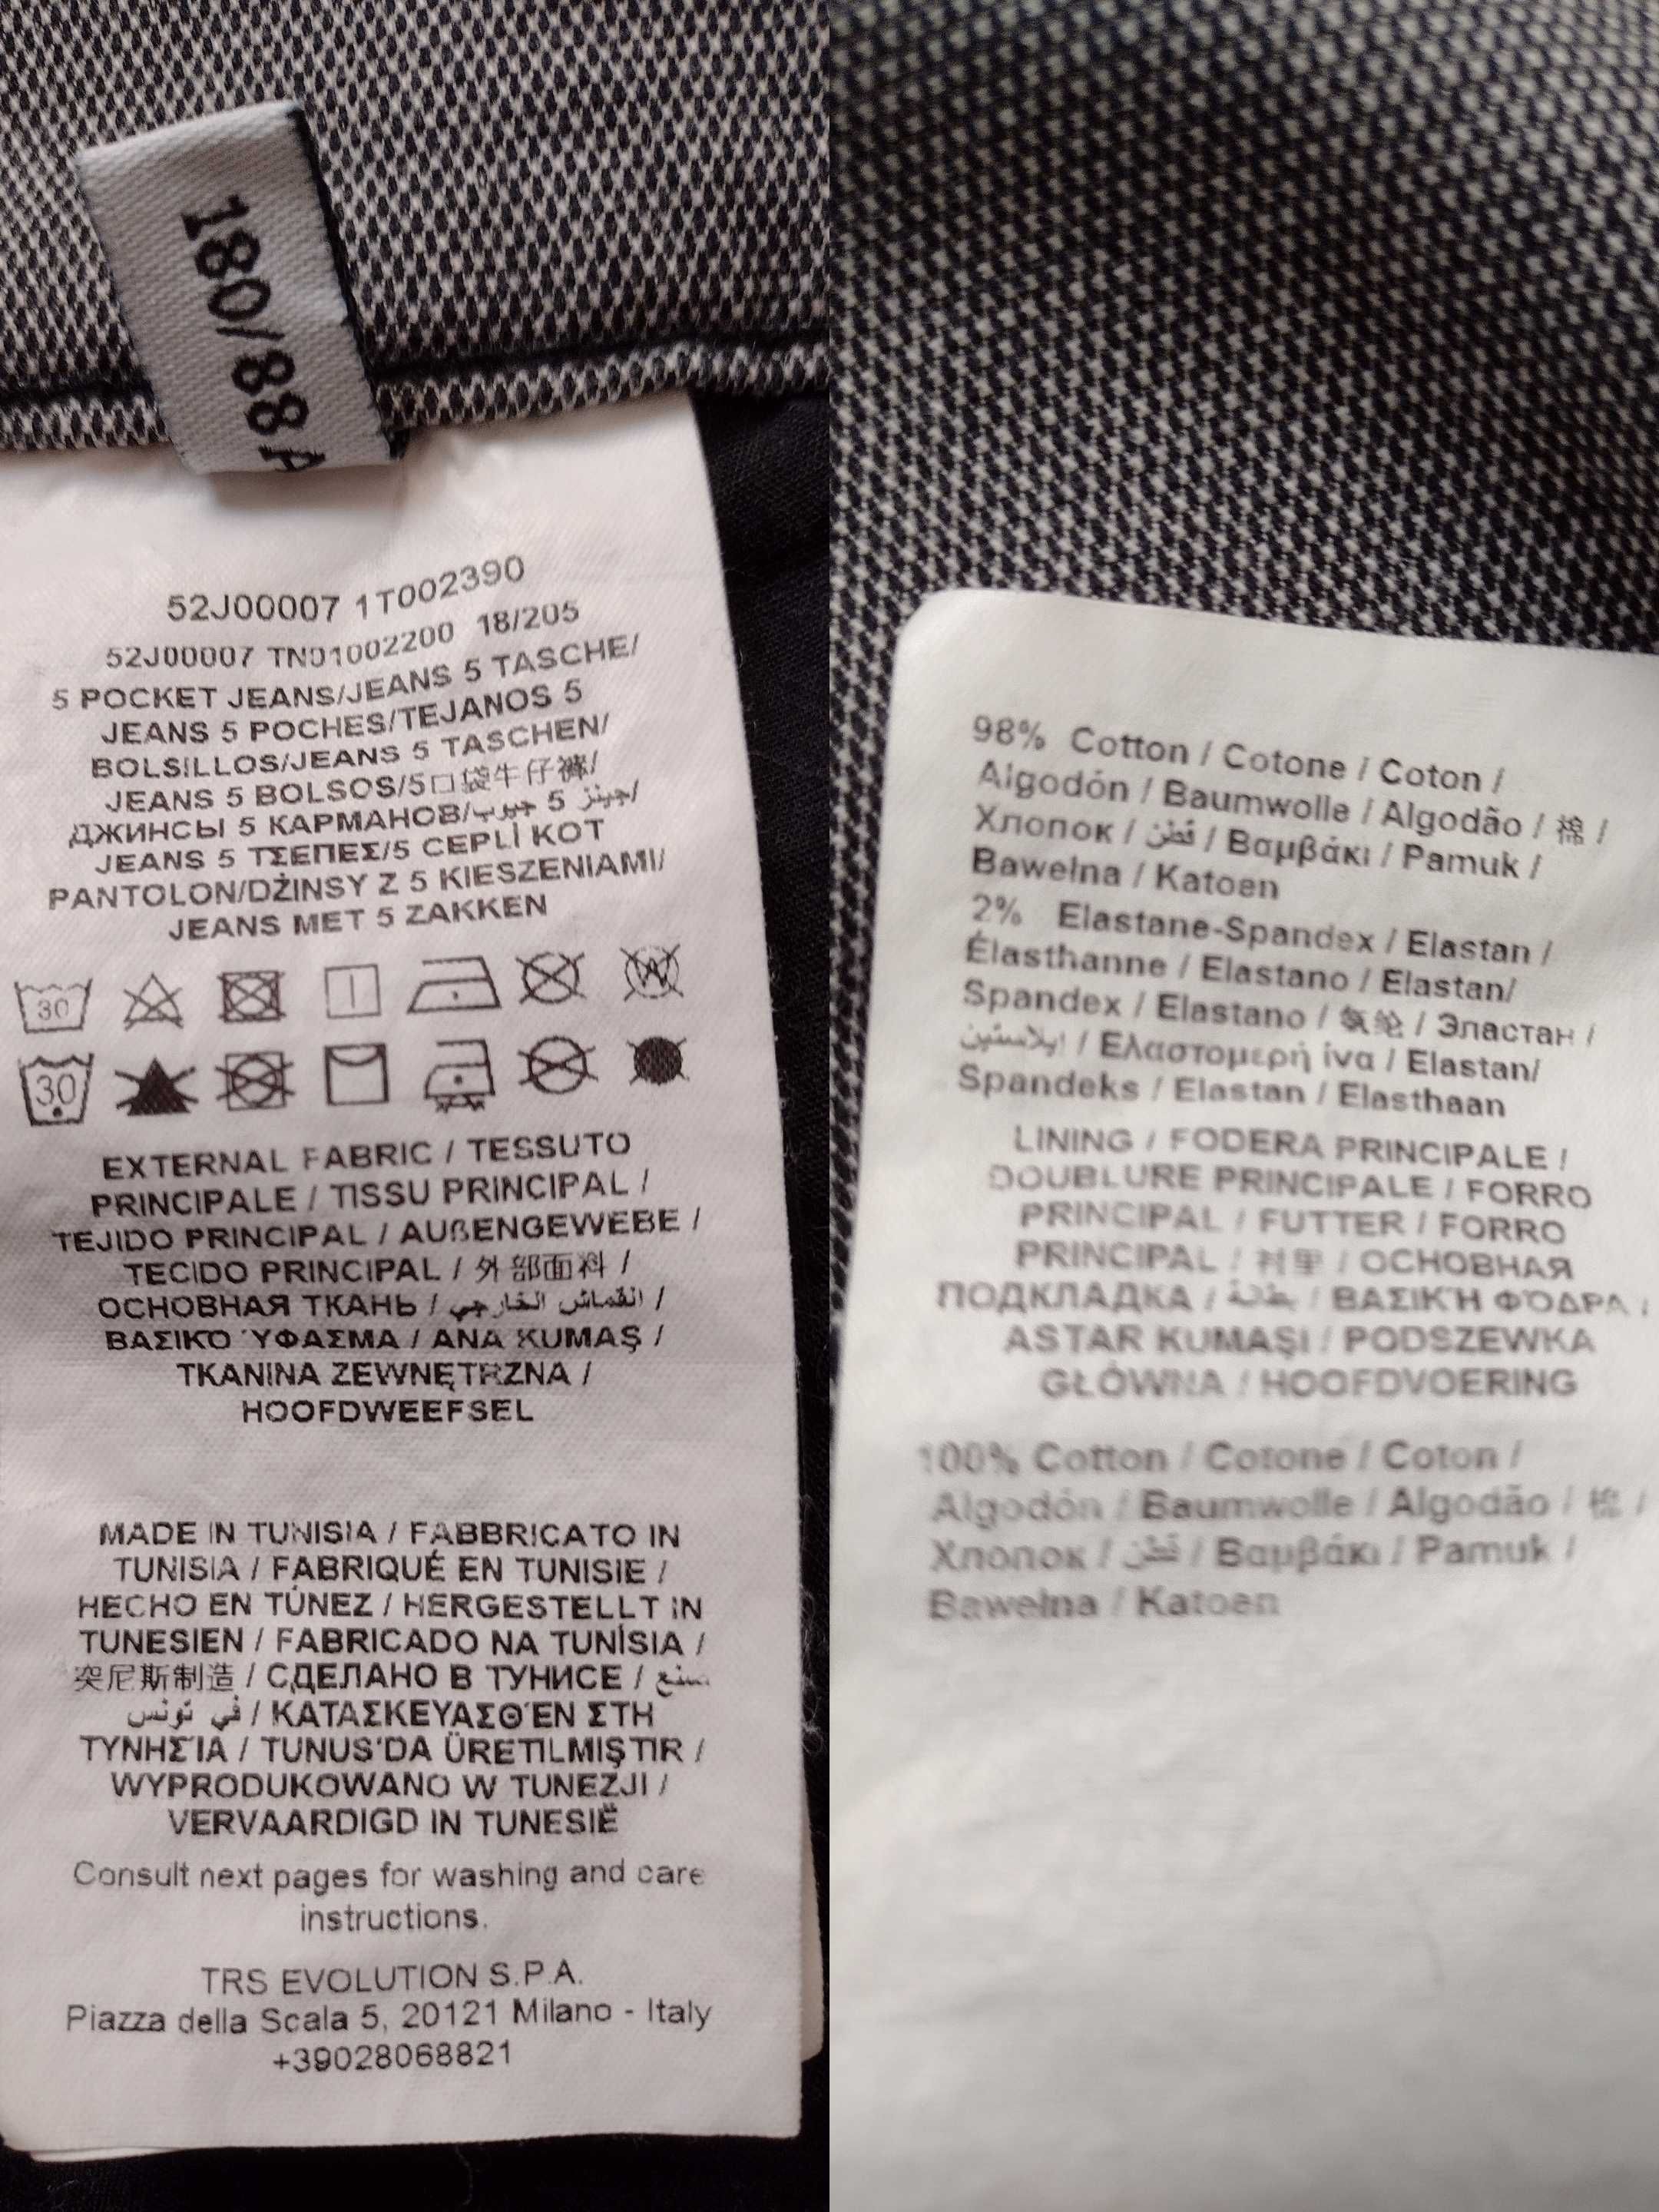 180/88A
52J00007 1T002390
52J00007 TN01002200 18/205
5 POCKET JEANS/JEANS 5 TASCHE/
JEANS 5 POCHES/TEJANOS 5
BOLSILLOS/JEANS 5 TASCHEN/
JEANS 5 BOLSOS/5口袋牛仔褲/
ДЖИНСЫ 5 КАРМАНОВ/جينز 5 جيوب/
JEANS 5 ΤΣΕΠΕΣ/5 CEPLİ KOT
PANTOLON/DŻINSY Z 5 KIESZENIAMI/
JEANS MET 5 ZAKKEN
30
W
30
EXTERNAL FABRIC / TESSUTO
PRINCIPALE / TISSU PRINCIPAL /
TEJIDO PRINCIPAL / AUßENGEWEBE /
TECIDO PRINCIPAL / 外部面料 /
ОСНОВНАЯ ТКАНЬ / القماش الخارجي /
ΒΑΣΙΚΌ ΎΦΑΣΜΑ / ANA KUMAŞ /
TKANINA ZEWNĘTRZNA /
HOOFDWEEFSEL
MADE IN TUNISIA / FABBRICATO IN
TUNISIA / FABRIQUÉ EN TUNISIE /
HECHO EN TÚNEZ / HERGESTELLT IN
TUNESIEN / FABRICADO NA TUNÍSIA /
突尼斯制造 / СДЕЛАНО В ТУНИСЕ / صنع
في تونس / ΚΑΤΑΣΚΕΥΑΣΘΈΝ ΣΤΗ
ΤΥΝΗΣΊΑ / TUNUS'DA ÜRETILMIŞTIR /
WYPRODUKOWANO W TUNEZJI /
VERVAARDIGD IN TUNESIË
Consult next pages for washing and care
instructions.
TRS EVOLUTION S.P.A.
Piazza della Scala 5, 20121 Milano - Italy
+39028068821
98% Cotton / Cotone / Coton /
Algodón / Baumwolle / Algodão / 棉 /
Хлопок / قطن / Βαμβάκι / Pamuk /
Bawełna / Katoen
2% Elastane-Spandex / Elastan /
Élasthanne / Elastano / Elastan/
Spandex / Elastano / 氨纶 / Эластан /
ايلاستين / Ελαστομερή ίνα / Elastan/
Spandeks / Elastan / Elasthaan
LINING / FODERA PRINCIPALE /
DOUBLURE PRINCIPALE / FORRO
PRINCIPAL / FUTTER / FORRO
PRINCIPAL / 衬里 / ОСНОВНАЯ
ПОДКЛАДКА / بطانة / ΒΑΣΙΚΉ ΦΌΔΡΑ /
ASTAR KUMAŞI / PODSZEWKA
GŁÓWNA / HOOFDVOERING
100% Cotton / Cotone / Coton /
Algodón / Baumwolle / Algodão / 棉 /
Хлопок / قطن / Βαμβάκι / Pamuk /
Bawełna / Katoen